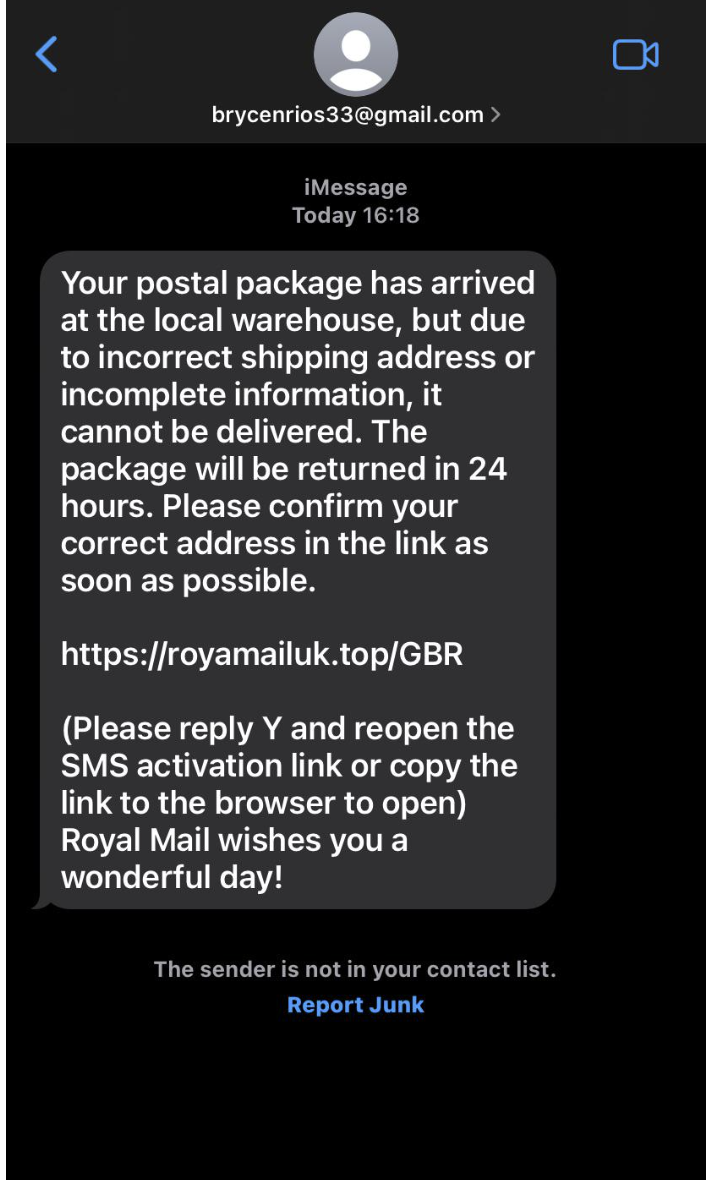 brycenrios33@gmail.com >
iMessage
Today 16:18
Your postal package has arrived
at the local warehouse, but due
to incorrect shipping address or
incomplete information, it
cannot be delivered. The
package will be returned in 24
hours. Please confirm your
correct address in the link as
soon as possible.
https://royamailuk.top/GBR
(Please reply Y and reopen the
SMS activation link or copy the
link to the browser to open)
Royal Mail wishes you a
wonderful day!
The sender is not in your contact list.
Report Junk